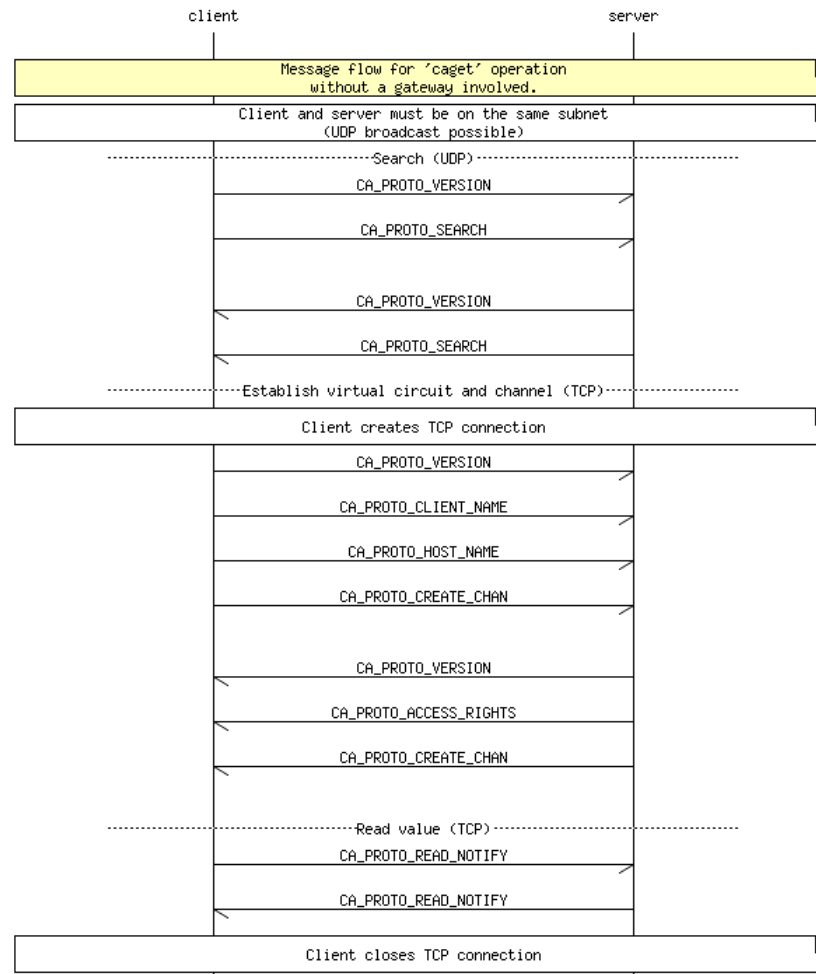 client server
Message flow for 'caget' operation
without a gateway involved.
Client and server must be on the same subnet
(UDP broadcast possible)
Search (UDP)
CA_PROTO_VERSION
CA_PROTO_SEARCH
CA_PROTO_VERSION
CA_PROTO_SEARCH
Establish virtual circuit and channel (TCP)
Client creates TCP connection
CA_PROTO_VERSION
CA_PROTO_CLIENT_NAME
CA_PROTO_HOST_NAME
CA_PROTO_CREATE_CHAN
CA_PROTO_VERSION
CA_PROTO_ACCESS_RIGHTS
CA_PROTO_CREATE_CHAN
Read value (TCP)
CA_PROTO_READ_NOTIFY
CA_PROTO_READ_NOTIFY
Client closes TCP connection